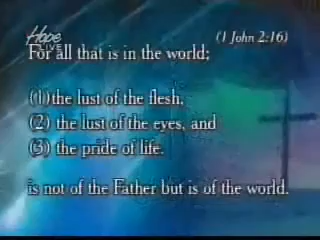 Hope
LIVE
(1 John 2:16)
For all that is in the world;
(1)the lust of the flesh,
(2) the lust of the eyes, and
(3) the pride of life.
is not of the Father but is of the world.